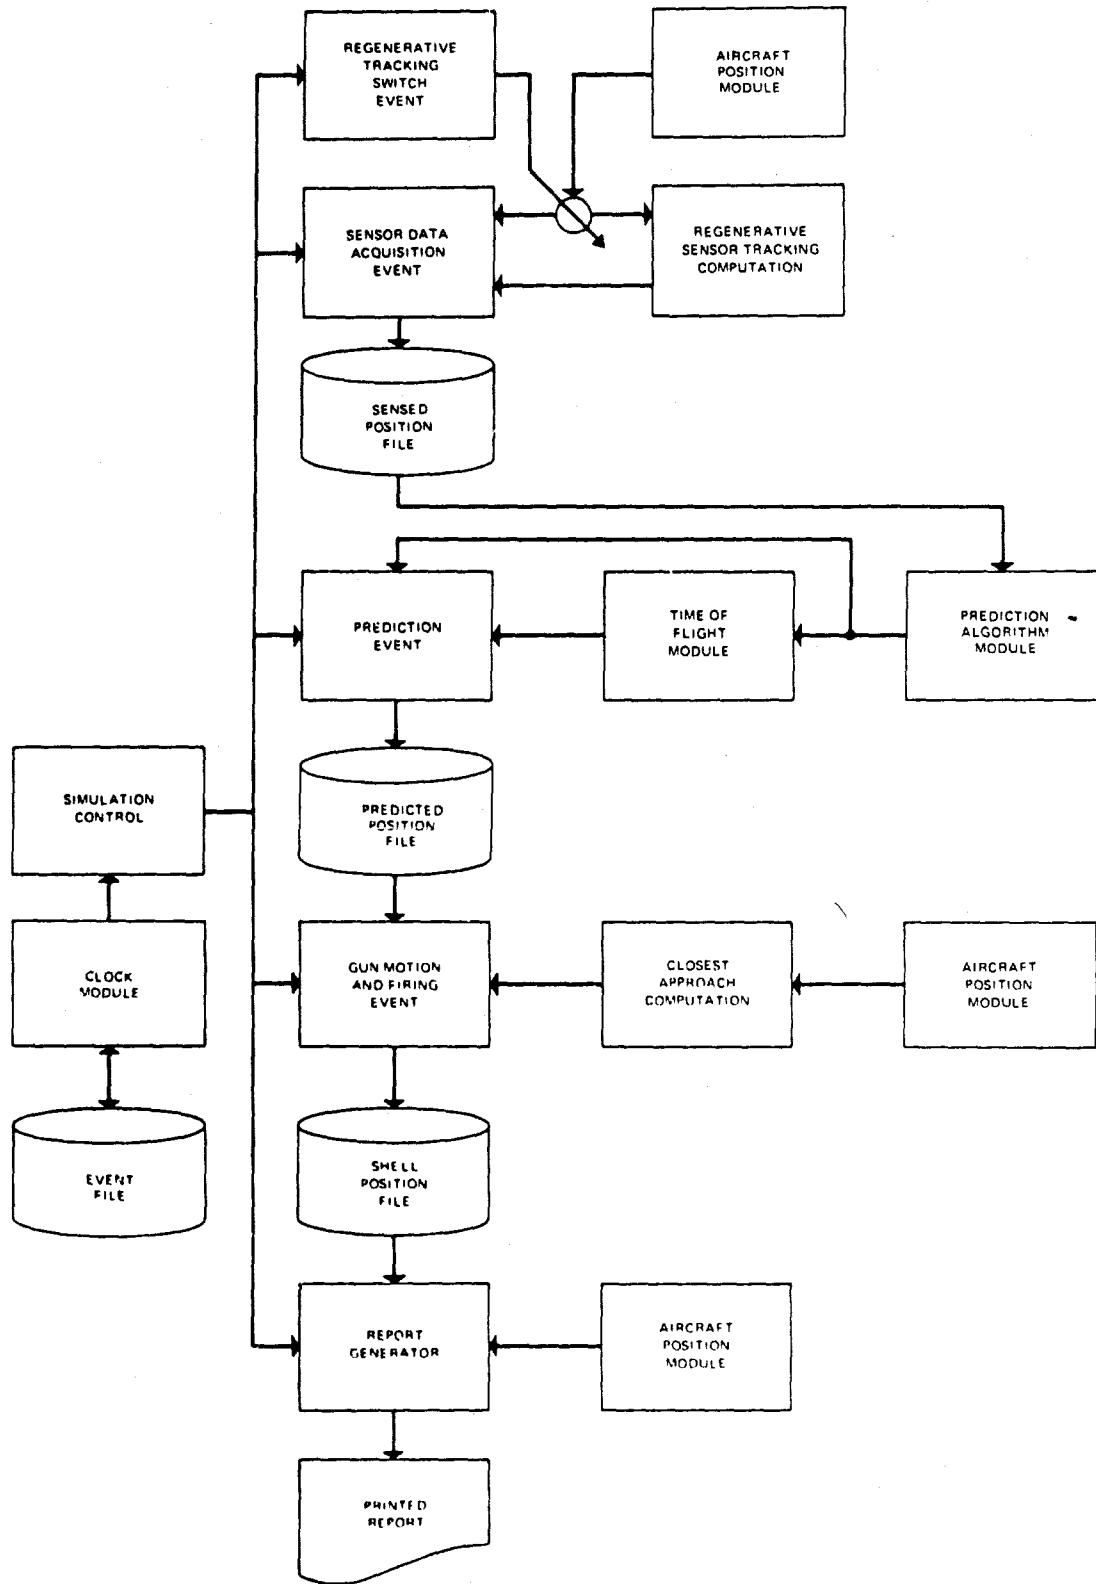 REGENERATIVE
TRACKING
SWITCH
EVENT
AIRCRAFT
POSITION
MODULE
SENSOR DATA
ACQUISITION
EVENT
REGENERATIVE
SENSOR TRACKING
COMPUTATION
SENSED
POSITION
FILE
PREDICTION
EVENT
TIME OF
FLIGHT
MODULE
PREDICTION
ALGORITHM
MODULE
SIMULATION
CONTROL
PREDICTED
POSITION
FILE
CLOCK
MODULE
GUN MOTION
AND FIRING
EVENT
CLOSEST
APPROACH
COMPUTATION
AIRCRAFT
POSITION
MODULE
EVENT
FILE
SHELL
POSITION
FILE
REPORT
GENERATOR
AIRCRAFT
POSITION
MODULE
PRINTED
REPORT